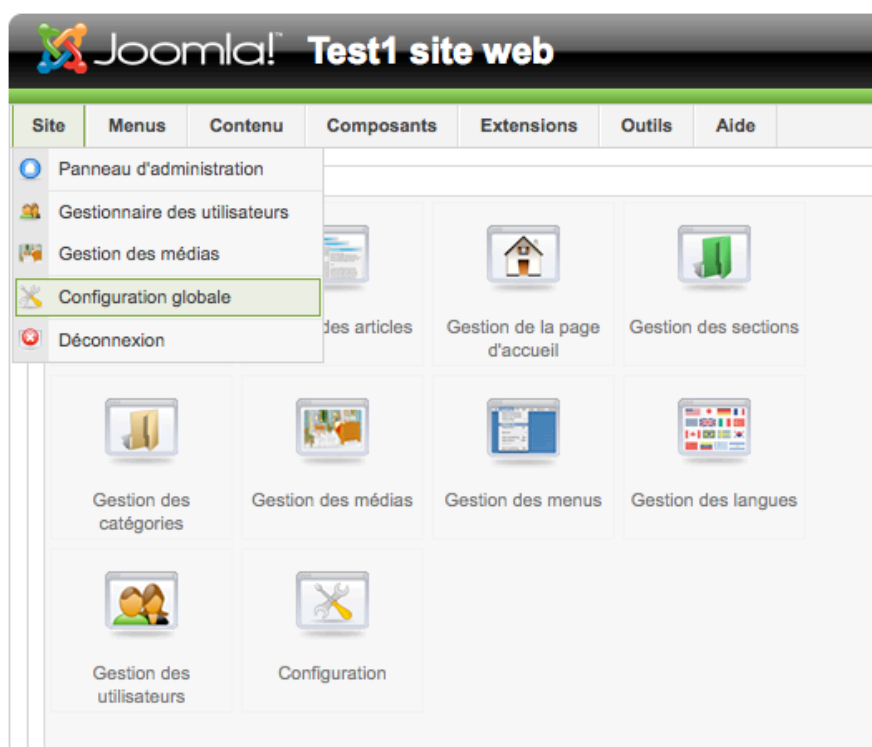 Joomla!™ Test1 site web
Site Menus Contenu Composants Extensions Outils Aide
Panneau d'administration
Gestionnaire des utilisateurs
Gestion des médias
Configuration globale
Déconnexion
des articles
Gestion de la page
d'accueil
Gestion des sections
Gestion des
catégories
Gestion des médias
Gestion des menus
Gestion des langues
Gestion des
utilisateurs
Configuration